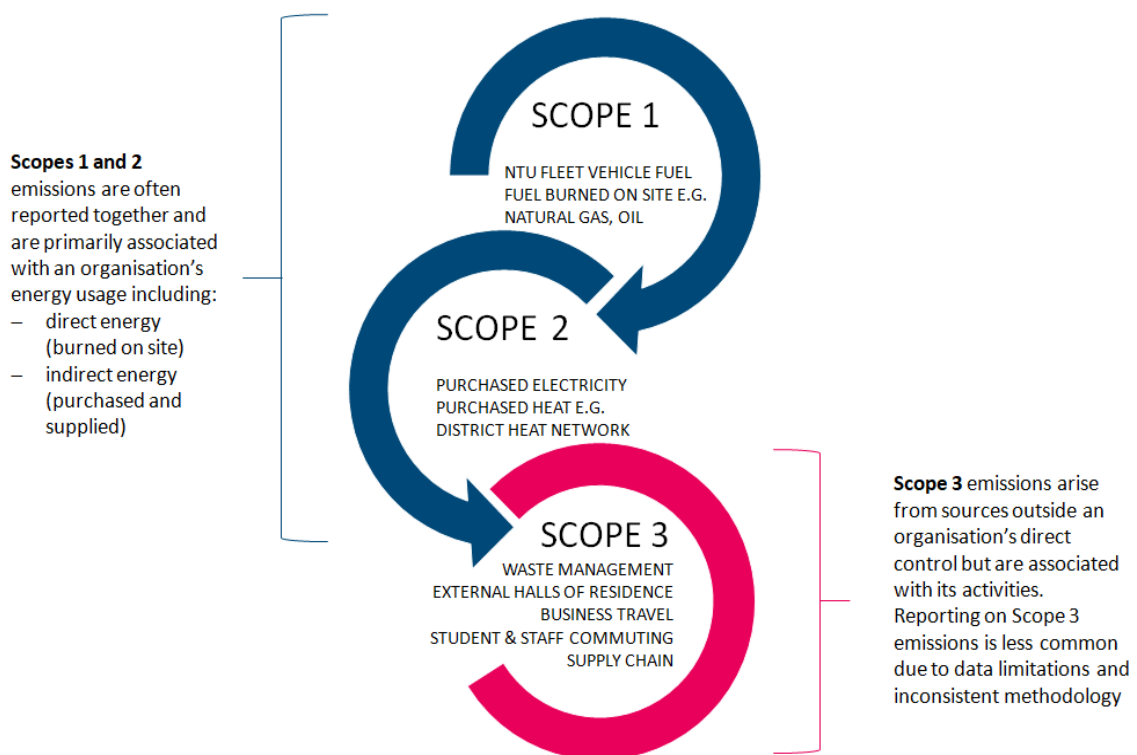 SCOPE 1
NTU FLEET VEHICLE FUEL
FUEL BURNED ON SITE E.G.
NATURAL GAS, OIL
Scopes 1 and 2
emissions are often
reported together and
are primarily associated
with an organisation’s
energy usage including:
– direct energy
(burned on site)
– indirect energy
(purchased and
supplied)
SCOPE 2
PURCHASED ELECTRICITY
PURCHASED HEAT E.G.
DISTRICT HEAT NETWORK
SCOPE 3
WASTE MANAGEMENT
EXTERNAL HALLS OF RESIDENCE
BUSINESS TRAVEL
STUDENT & STAFF COMMUTING
SUPPLY CHAIN
Scope 3 emissions arise
from sources outside an
organisation’s direct
control but are associated
with its activities.
Reporting on Scope 3
emissions is less common
due to data limitations and
inconsistent methodology